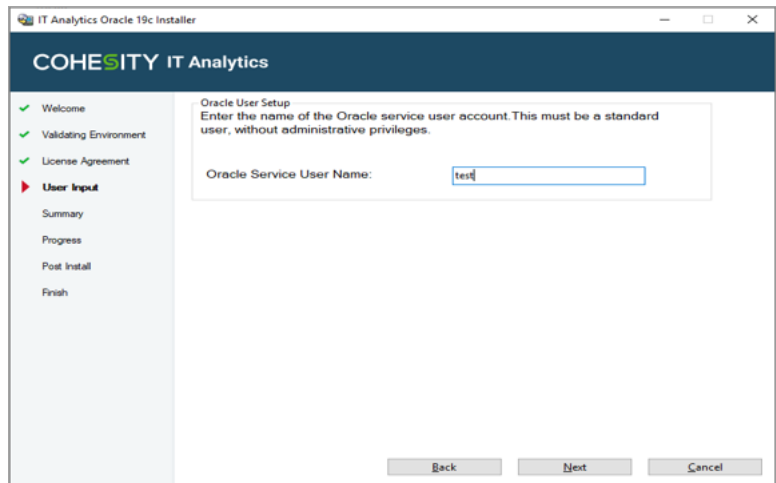 IT Analytics Oracle 19c Installer
COHESITY IT Analytics
Welcome
Validating Environment
License Agreement
User Input
Summary
Progress
Post Install
Finish
Oracle User Setup
Enter the name of the Oracle service user account.This must be a standard
user, without administrative privileges.
Oracle Service User Name:
test
Back
Next
Cancel